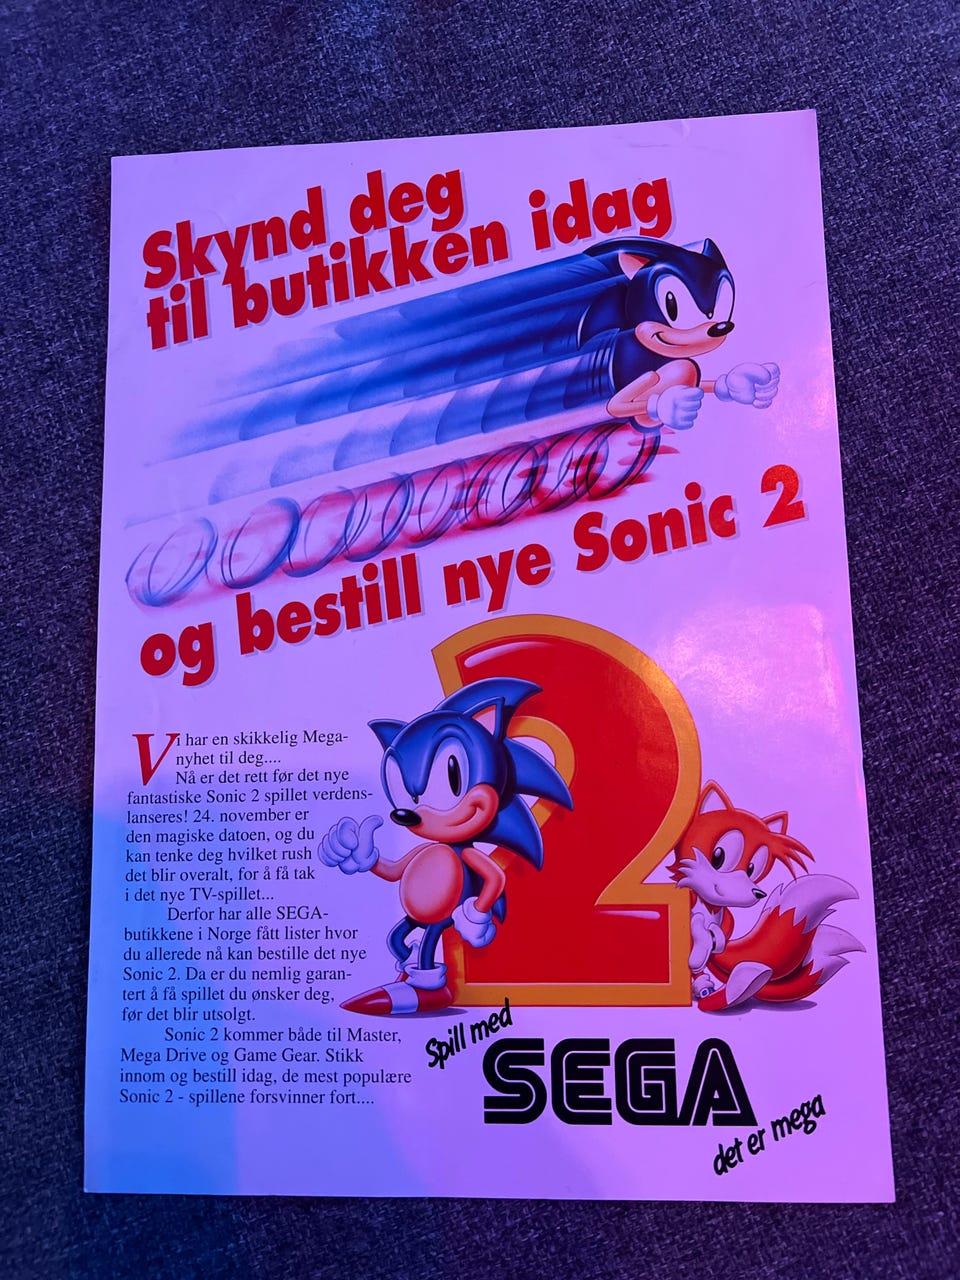 Skynd deg
til butikken idag
og bestill nye Sonic 2
Vi har en skikkelig Mega-
nyhet til deg....
Nå er det rett før det nye
fantastiske Sonic 2 spillet verdens-
lanseres! 24. november er
den magiske datoen, og du
kan tenke deg hvilket rush
det blir overalt, for å få tak
i det nye TV-spillet...
Derfor har alle SEGA-
butikkene i Norge fått lister hvor
du allerede nå kan bestille det nye
Sonic 2. Da er du nemlig garan-
tert å få spillet du ønsker deg,
før det blir utsolgt.
Sonic 2 kommer både til Master,
Mega Drive og Game Gear. Stikk
innom og bestill idag, de mest populære
Sonic 2 - spillene forsvinner fort....
2
Spill med
SEGA
det er mega